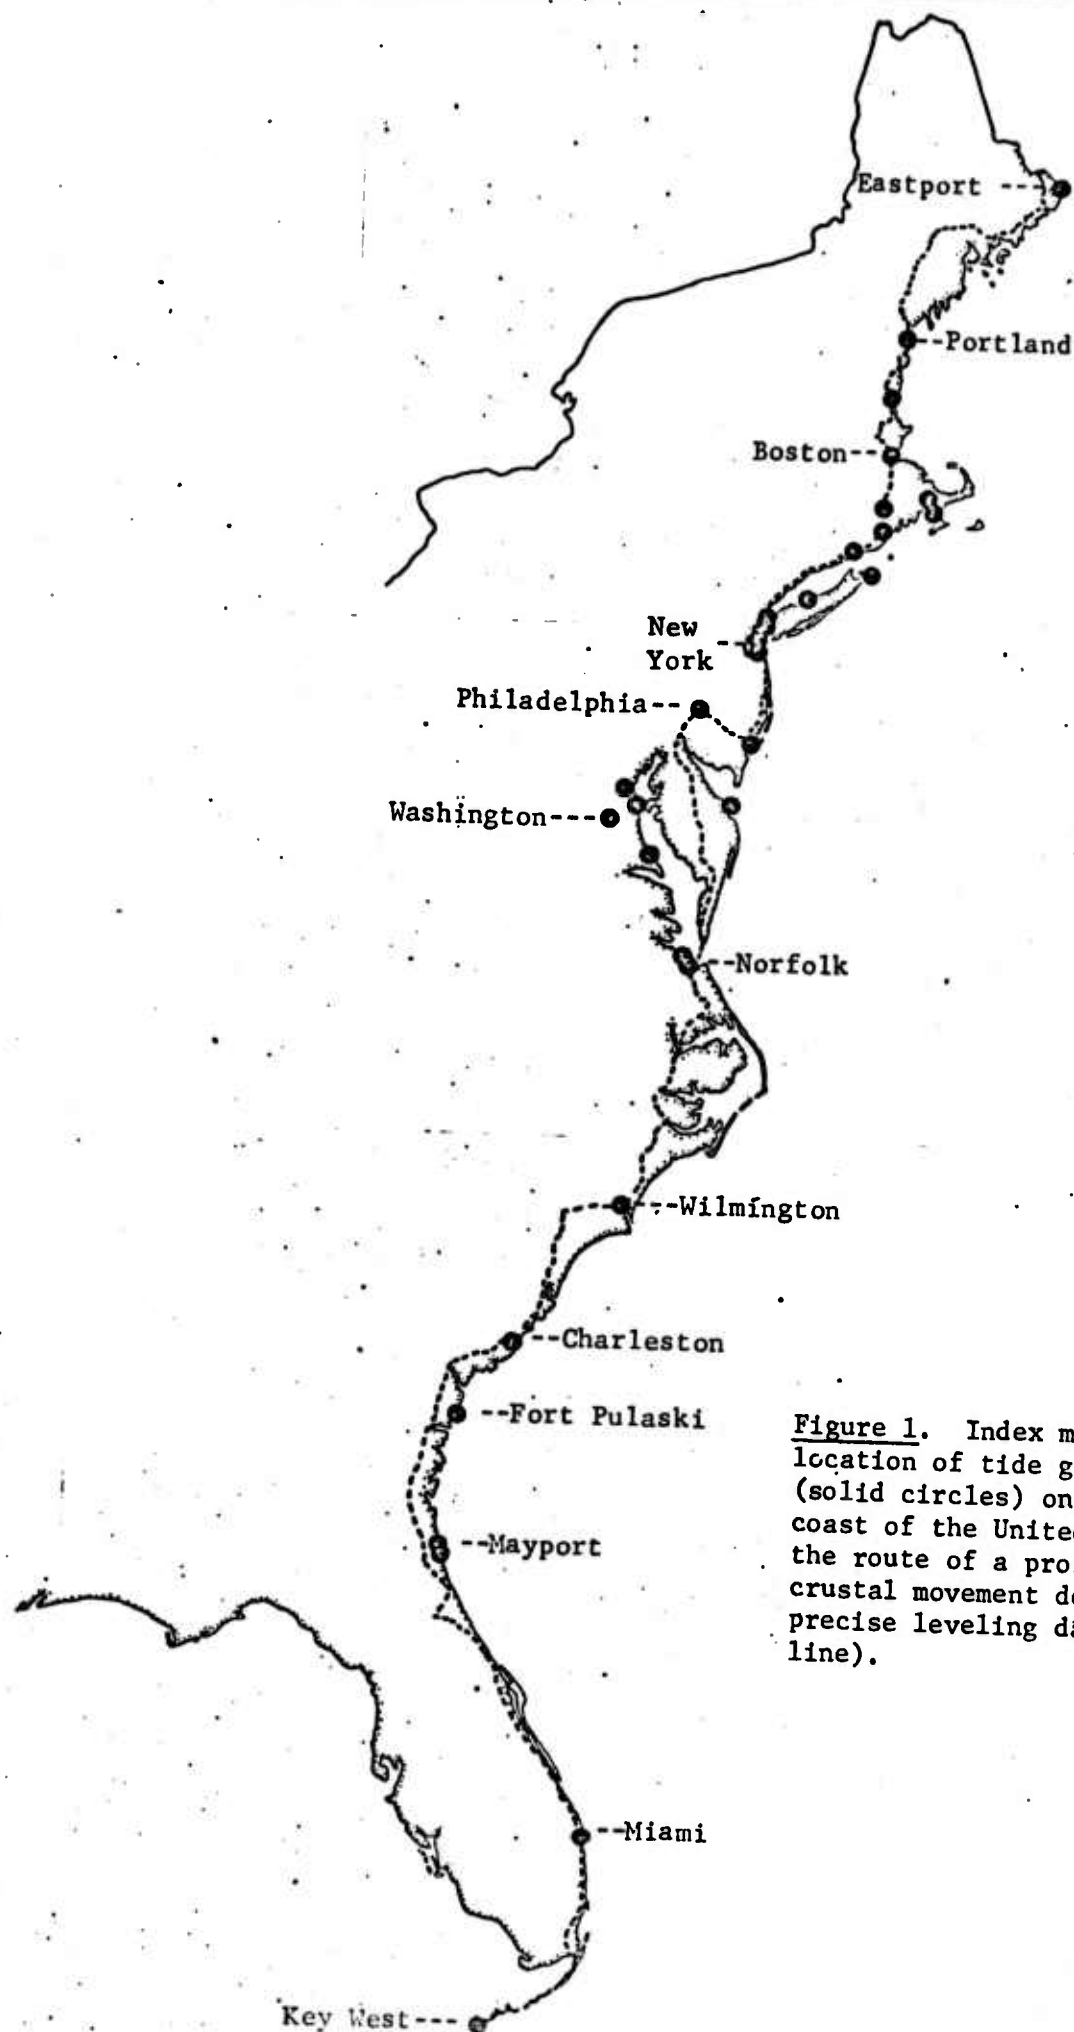 Eastport
Portland
Boston
New
York
Philadelphia
Washington
Norfolk
Wilmington
Charleston
Fort Pulaski
Mayport
Figure 1. Index m
location of tide g
(solid circles) on
coast of the Unite
the route of a pro
crustal movement de
precise leveling da
line).
Miami
Key West